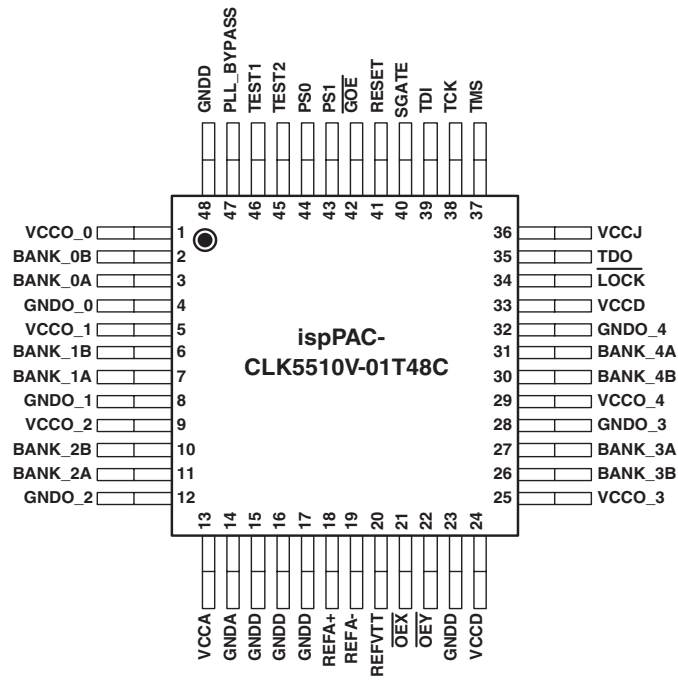 GNDD
PLL_BYPASS
TEST1
TEST2
PS0
PS1
GOE
RESET
SGATE
TDI
TCK
TMS
48
47
46
45
44
43
42
41
40
39
38
37
VCCO_0 1
BANK_0B 2
BANK_0A 3
GNDO_0 4
VCCO_1 5
BANK_1B 6
BANK_1A 7
GNDO_1 8
VCCO_2 9
BANK_2B 10
BANK_2A 11
GNDO_2 12
ispPAC-
CLK5510V-01T48C
36 VCCJ
35 TDO
34 LOCK
33 VCCD
32 GNDO_4
31 BANK_4A
30 BANK_4B
29 VCCO_4
28 GNDO_3
27 BANK_3A
26 BANK_3B
25 VCCO_3
13
14
15
16
17
18
19
20
21
22
23
24
VCCA
GNDA
GNDD
GNDD
GNDD
REFA+
REFA-
REFVTT
OEX
OEY
GNDD
VCCD